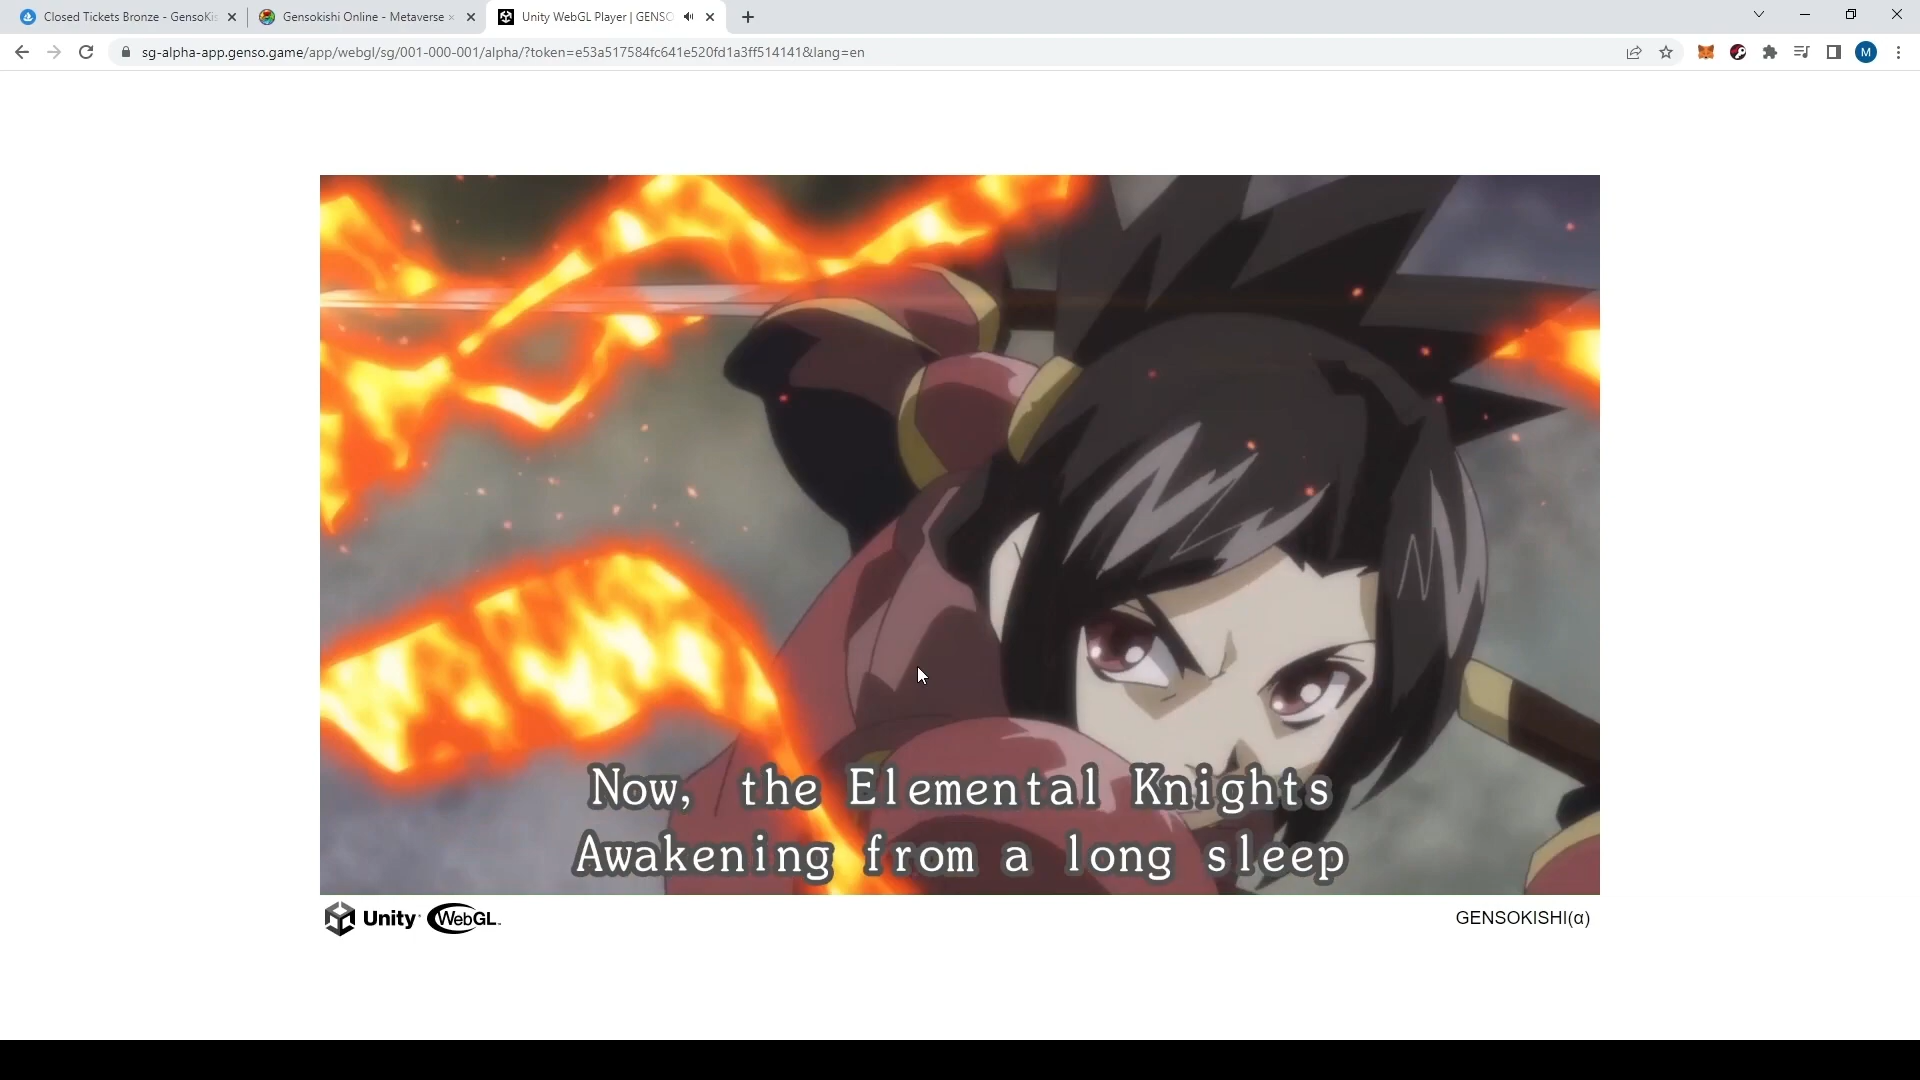 Closed Tickets Bronze - GensoKis
Gensokishi Online - Metaverse
Unity WebGL Player | GENSO
sg-alpha-app.genso.game/app/webgl/sg/001-000-001/alpha/?token=e53a517584fc641e520fd1a3ff514141&lang=en
M
Now, the Elemental Knights
Awakening from a long sleep
Unity WebGL
GENSOKISHI(α)